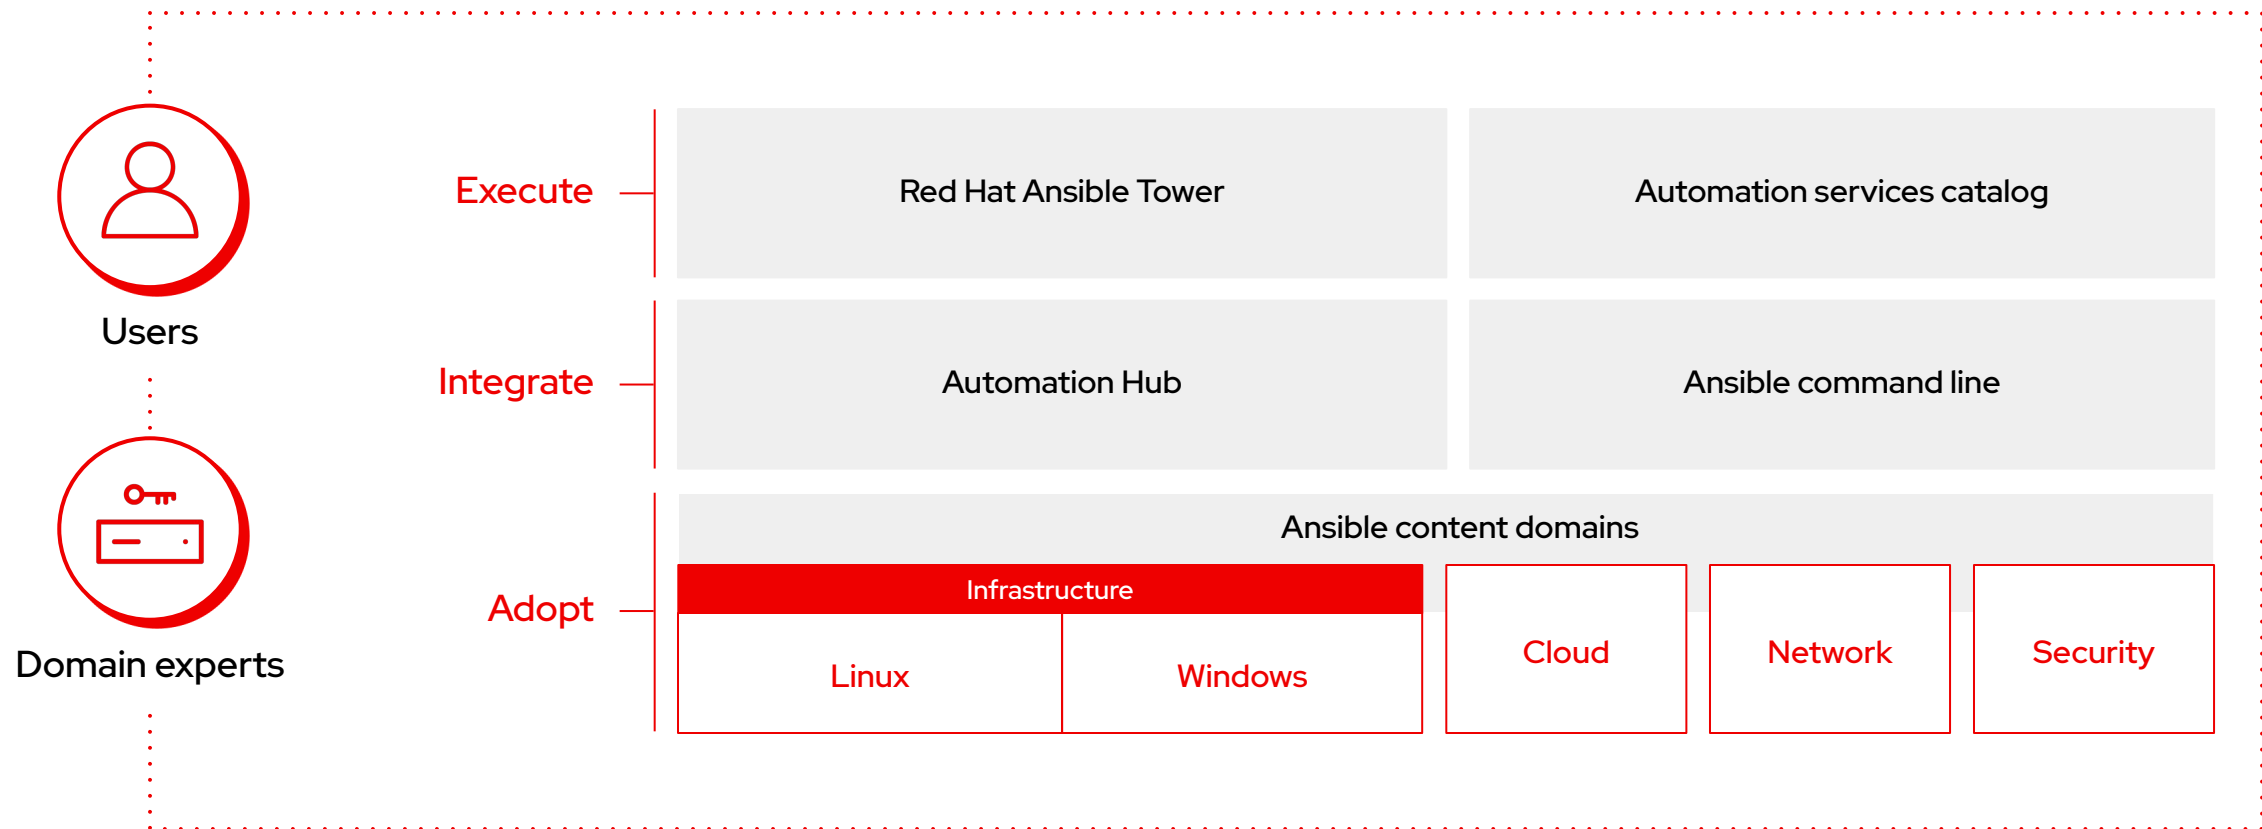 Users
Domain experts
Execute
Red Hat Ansible Tower
Automation services catalog
Integrate
Automation Hub
Ansible command line
Adopt
Ansible content domains
Infrastructure
Linux
Windows
Cloud
Network
Security